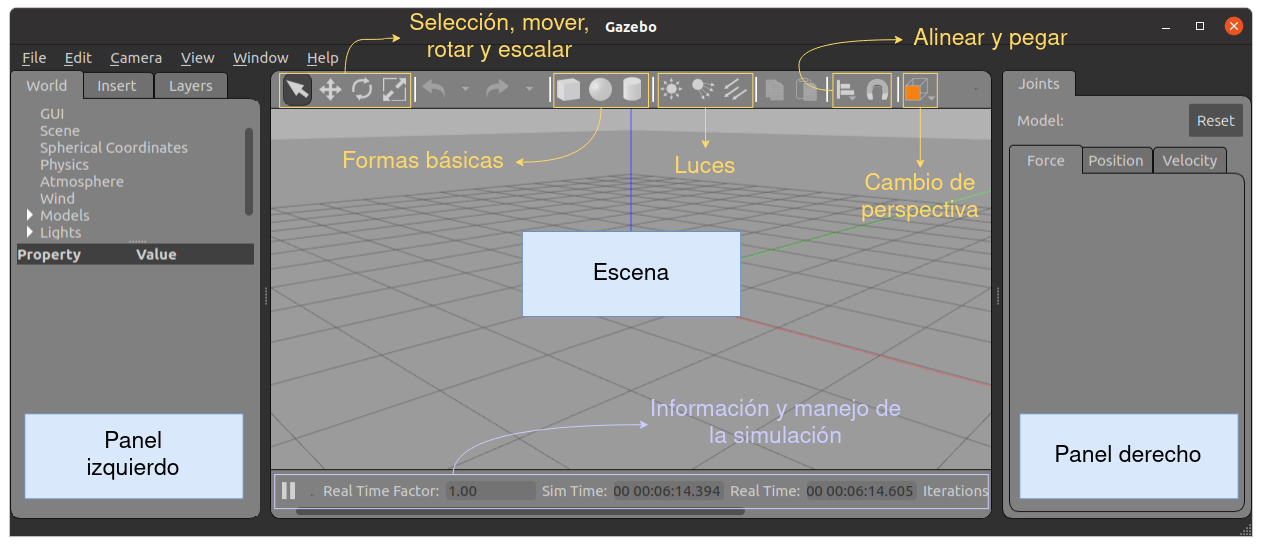 Selección, mover,
rotar y escalar
Gazebo
Alinear y pegar
File Edit Camera View Window Help
World Insert Layers
GUI
Scene
Spherical Coordinates
Physics
Atmosphere
Wind
Models
Lights
Property Value
Panel
izquierdo
Formas básicas
Luces
Cambio de
perspectiva
Escena
Información y manejo de
la simulación
Real Time Factor: 1.00 Sim Time: 00 00:06:14.394 Real Time: 00 00:06:14.605 Iterations
Joints
Model: Reset
Force Position Velocity
Panel derecho